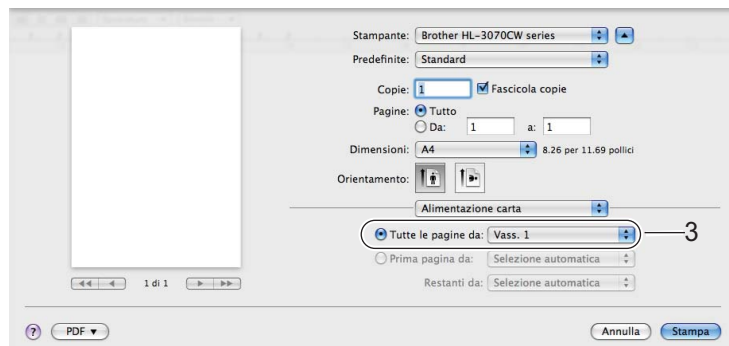 Stampante: Brother HL-3070CW series
Predefinite: Standard
Copie: 1 Fascicola copie
Pagine: Tutto
Da: 1 a: 1
Dimensioni: A4 8.26 per 11.69 pollici
Orientamento:
Alimentazione carta
Tutte le pagine da: Vass. 1 3
Prima pagina da: Selezione automatica
1 di 1 Restanti da: Selezione automatica
? PDF Annulla Stampa